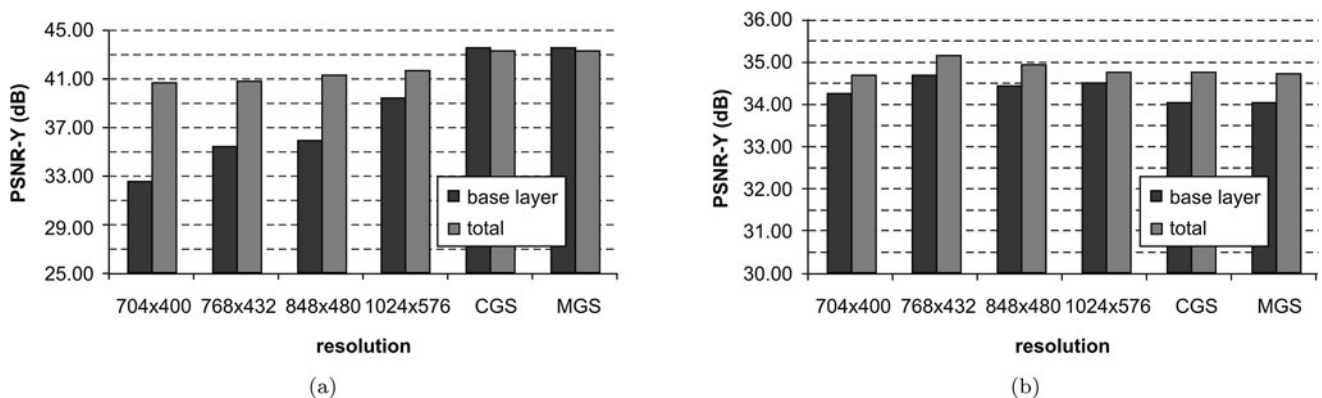 45.00
41.00
37.00
33.00
29.00
25.00
PSNR-Y (dB)
base layer
total
704x400 768x432 848x480 1024x576 CGS MGS
resolution
(a)
36.00
35.00
34.00
33.00
32.00
31.00
30.00
PSNR-Y (dB)
base layer
total
704x400 768x432 848x480 1024x576 CGS MGS
resolution
(b)